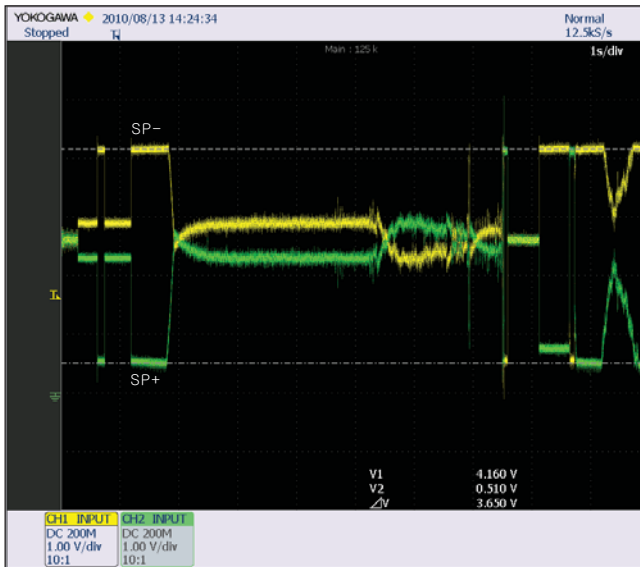 YOKOGAWA 2010/08/13 14:24:34 Normal
Stopped 12.5kS/s
Main : 125 k 1s/div
SP-
SP+
V1 4.160 V
V2 0.510 V
⊿V 3.650 V
CH1 INPUT CH2 INPUT
DC 200M DC 200M
1.00 V/div 1.00 V/div
10:1 10:1